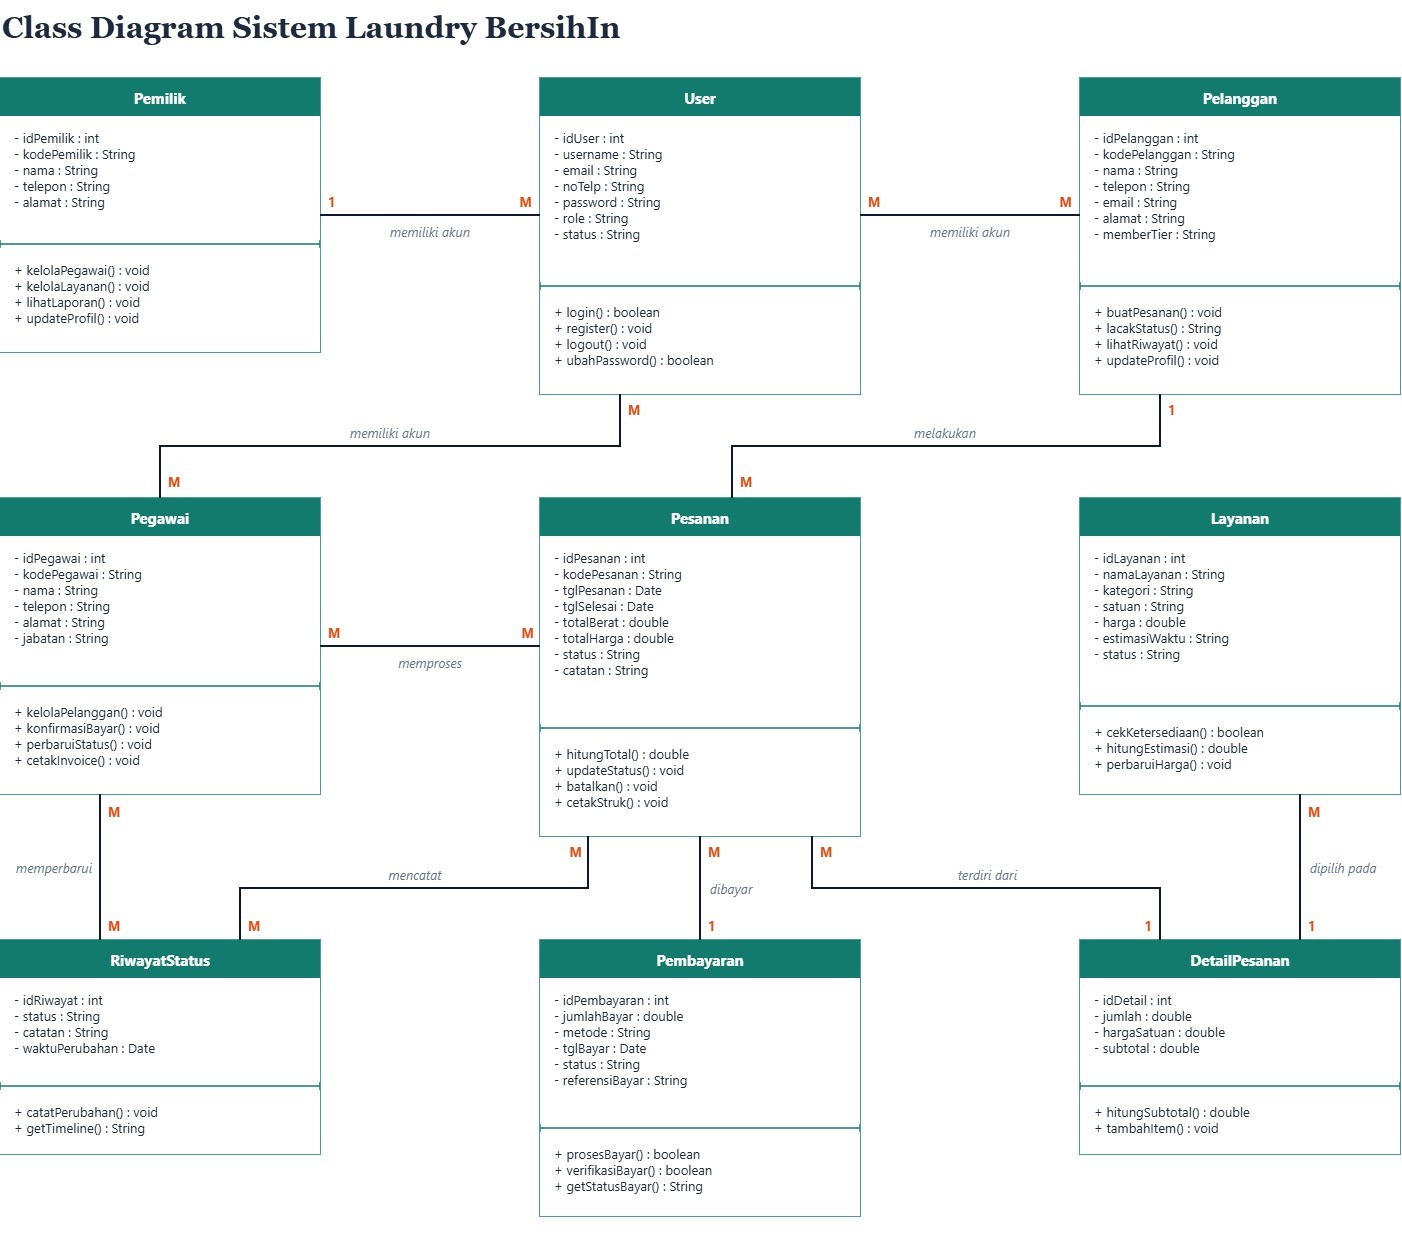 Class Diagram Sistem Laundry BersihIn
Pemilik
- idPemilik : int
- kodePemilik : String
- nama : String
- telepon : String
- alamat : String
+ kelolaPegawai() : void
+ kelolaLayanan() : void
+ lihatLaporan() : void
+ updateProfil() : void
1
M
memiliki akun
User
- idUser : int
- username : String
- email : String
- noTelp : String
- password : String
- role : String
- status : String
+ login() : boolean
+ register() : void
+ logout() : void
+ ubahPassword() : boolean
M
M
memiliki akun
Pelanggan
- idPelanggan : int
- kodePelanggan : String
- nama : String
- telepon : String
- email : String
- alamat : String
- memberTier : String
+ buatPesanan() : void
+ lacakStatus() : String
+ lihatRiwayat() : void
+ updateProfil() : void
M
memiliki akun
M
1
melakukan
M
Pegawai
- idPegawai : int
- kodePegawai : String
- nama : String
- telepon : String
- alamat : String
- jabatan : String
+ kelolaPelanggan() : void
+ konfirmasiBayar() : void
+ perbaruiStatus() : void
+ cetakInvoice() : void
M
M
memproses
Pesanan
- idPesanan : int
- kodePesanan : String
- tglPesanan : Date
- tglSelesai : Date
- totalBerat : double
- totalHarga : double
- status : String
- catatan : String
+ hitungTotal() : double
+ updateStatus() : void
+ batalkan() : void
+ cetakStruk() : void
Layanan
- idLayanan : int
- namaLayanan : String
- kategori : String
- satuan : String
- harga : double
- estimasiWaktu : String
- status : String
+ cekKetersediaan() : boolean
+ hitungEstimasi() : double
+ perbaruiHarga() : void
M
memperbarui
M
M
mencatat
M
M
dibayar
1
M
terdiri dari
1
M
dipilih pada
1
RiwayatStatus
- idRiwayat : int
- status : String
- catatan : String
- waktuPerubahan : Date
+ catatPerubahan() : void
+ getTimeline() : String
Pembayaran
- idPembayaran : int
- jumlahBayar : double
- metode : String
- tglBayar : Date
- status : String
- referensiBayar : String
+ prosesBayar() : boolean
+ verifikasiBayar() : boolean
+ getStatusBayar() : String
DetailPesanan
- idDetail : int
- jumlah : double
- hargaSatuan : double
- subtotal : double
+ hitungSubtotal() : double
+ tambahItem() : void